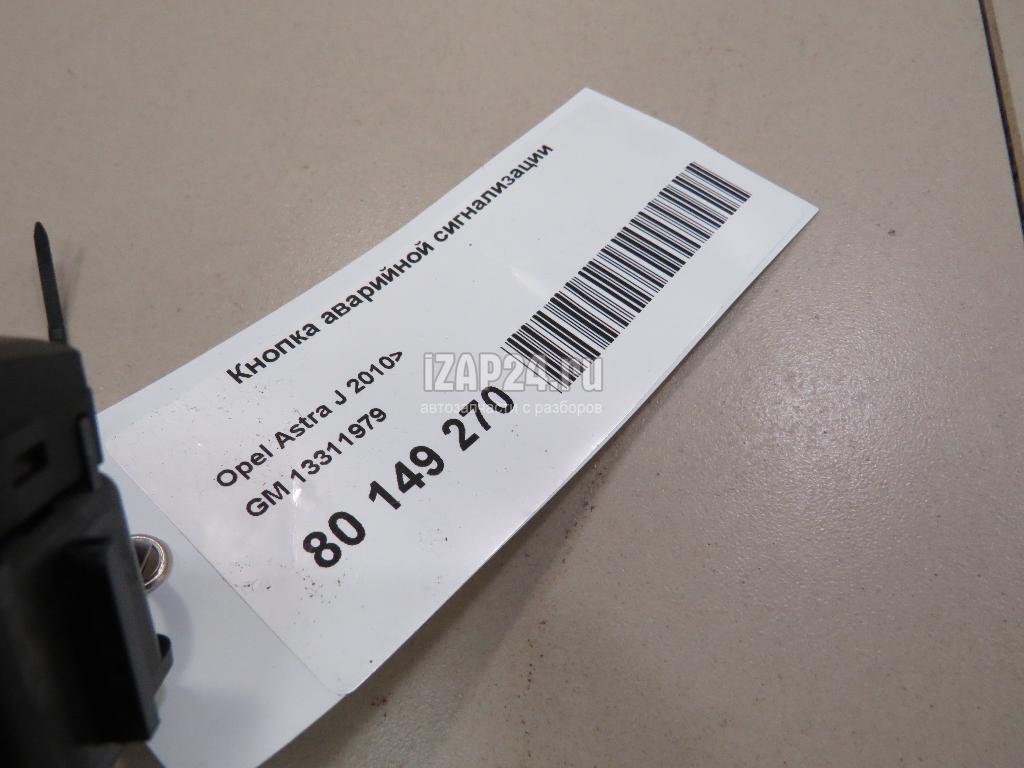 Кнопка аварийной сигнализации
Opel Astra J 2010>
GM 13311979
80 149 270
iZAP24.ru
автозапчасти с разборов